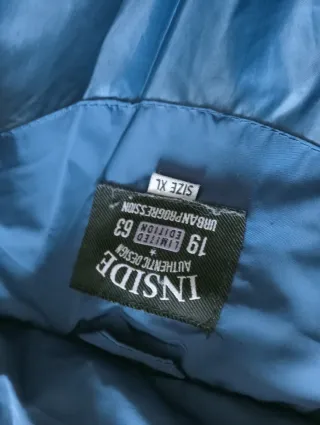 INSIDE
AUTHENTIC DESIGN
19 LIMITED EDITION 63
URBANPROGRESSION
SIZE XL